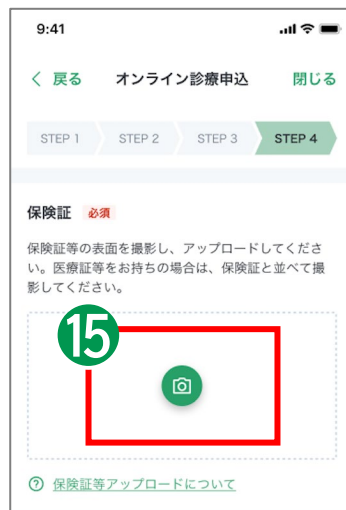 9:41
戻る オンライン診療申込 閉じる
STEP 1 STEP 2 STEP 3 STEP 4
保険証 必須
保険証等の表面を撮影し、アップロードしてくださ
い。医療証等をお持ちの場合は、保険証と並べて撮
影してください。
15
保険証等アップロードについて